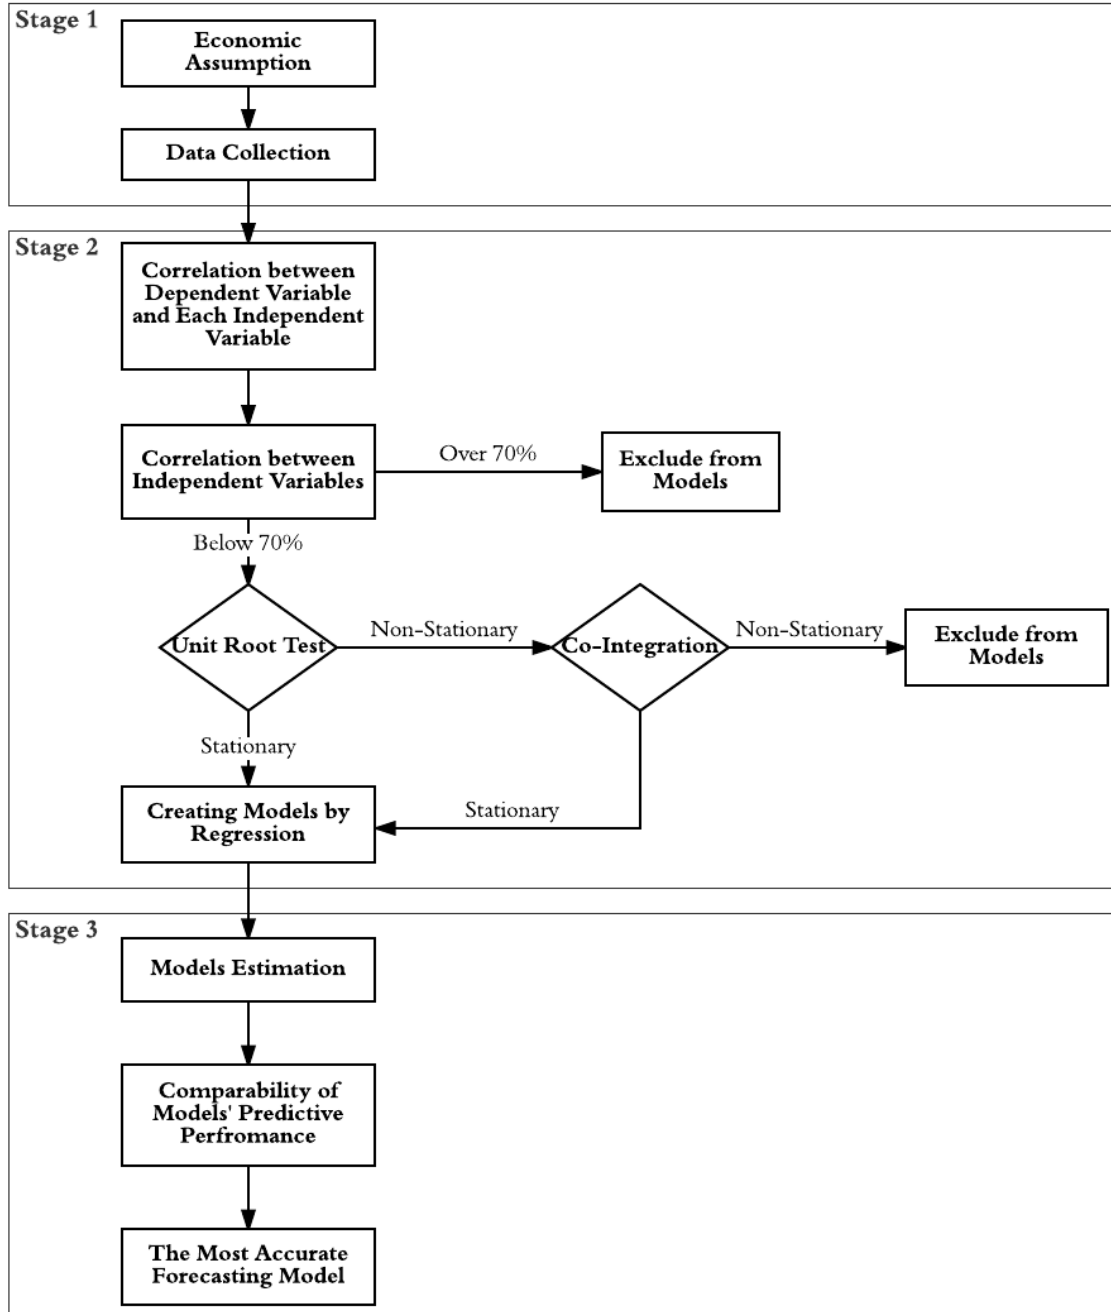 Stage 1
Economic
Assumption
Data Collection
Stage 2
Correlation between
Dependent Variable
and Each Independent
Variable
Correlation between
Independent Variables
Over 70%
Exclude from
Models
Below 70%
Unit Root Test
Non-Stationary
Co-Integration
Non-Stationary
Exclude from
Models
Stationary
Creating Models by
Regression
Stationary
Stage 3
Models Estimation
Comparability of
Models' Predictive
Perfromance
The Most Accurate
Forecasting Model